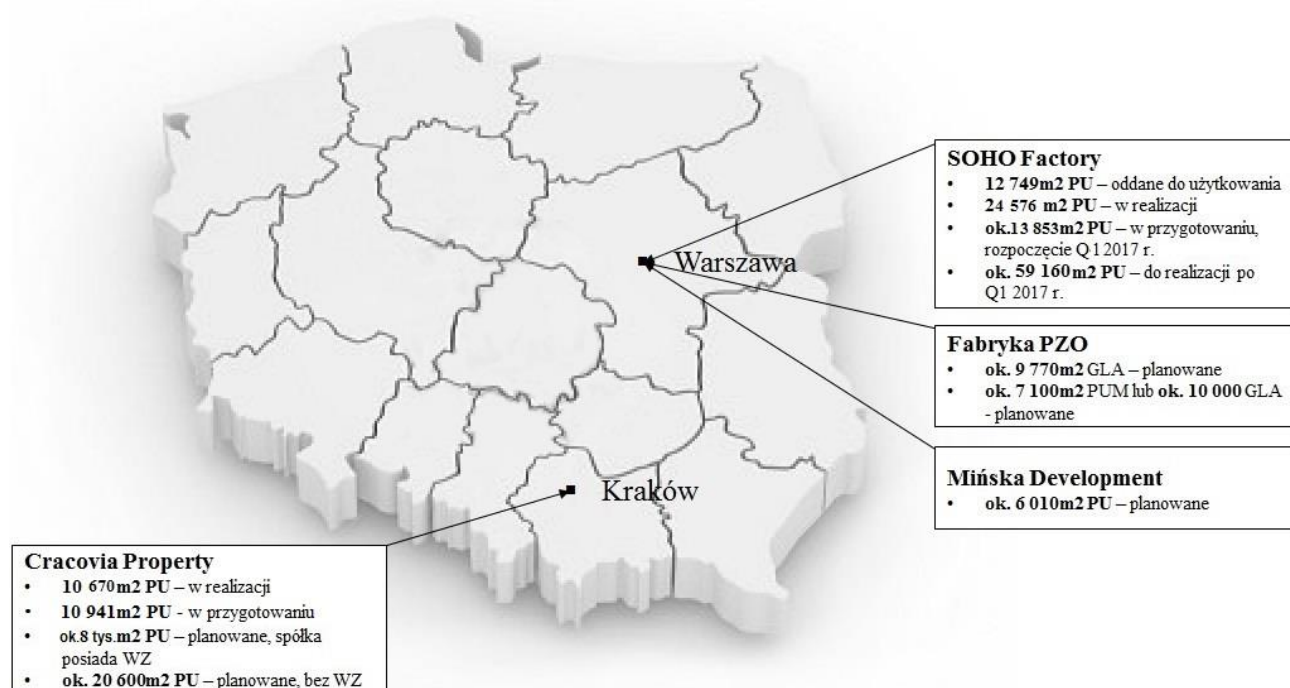 SOHO Factory
• 12 749m2 PU – oddane do użytkowania
• 24 576 m2 PU – w realizacji
• ok.13 853m2 PU – w przygotowaniu,
rozpoczęcie Q1 2017 r.
• ok. 59 160m2 PU – do realizacji po
Q1 2017 r.
Warszawa
Fabryka PZO
• ok. 9 770m2 GLA – planowane
• ok. 7 100m2 PUM lub ok. 10 000 GLA
- planowane
Mińska Development
• ok. 6 010m2 PU – planowane
Kraków
Cracovia Property
• 10 670m2 PU – w realizacji
• 10 941m2 PU - w przygotowaniu
• ok.8 tys.m2 PU – planowane, spółka
posiada WZ
• ok. 20 600m2 PU – planowane, bez WZ